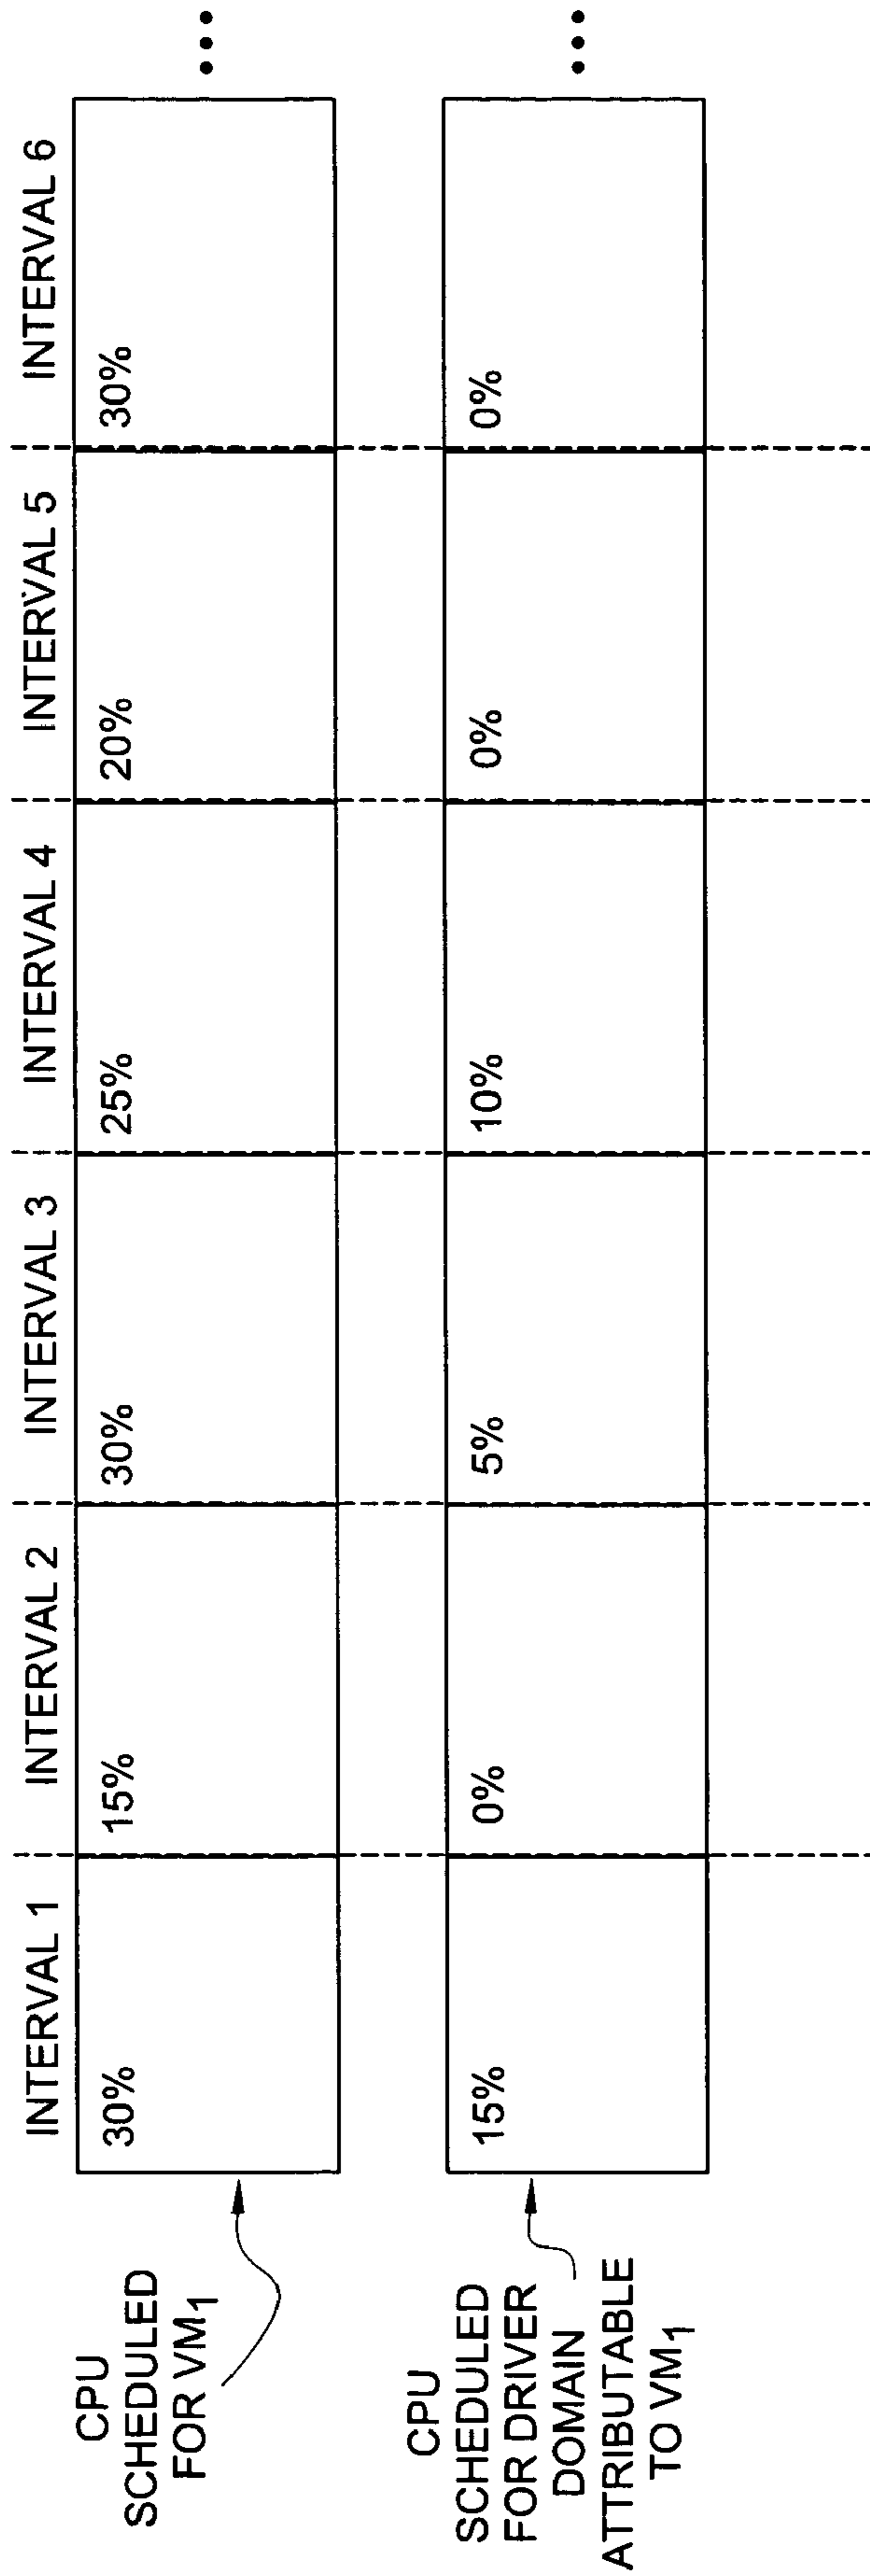 INTERVAL 1 INTERVAL 2 INTERVAL 3 INTERVAL 4 INTERVAL 5 INTERVAL 6
CPU
SCHEDULED
FOR VM1
30% 15% 30% 25% 20% 30% •••
CPU
SCHEDULED
FOR DRIVER
DOMAIN
ATTRIBUTABLE
TO VM1
15% 0% 5% 10% 0% 0% •••